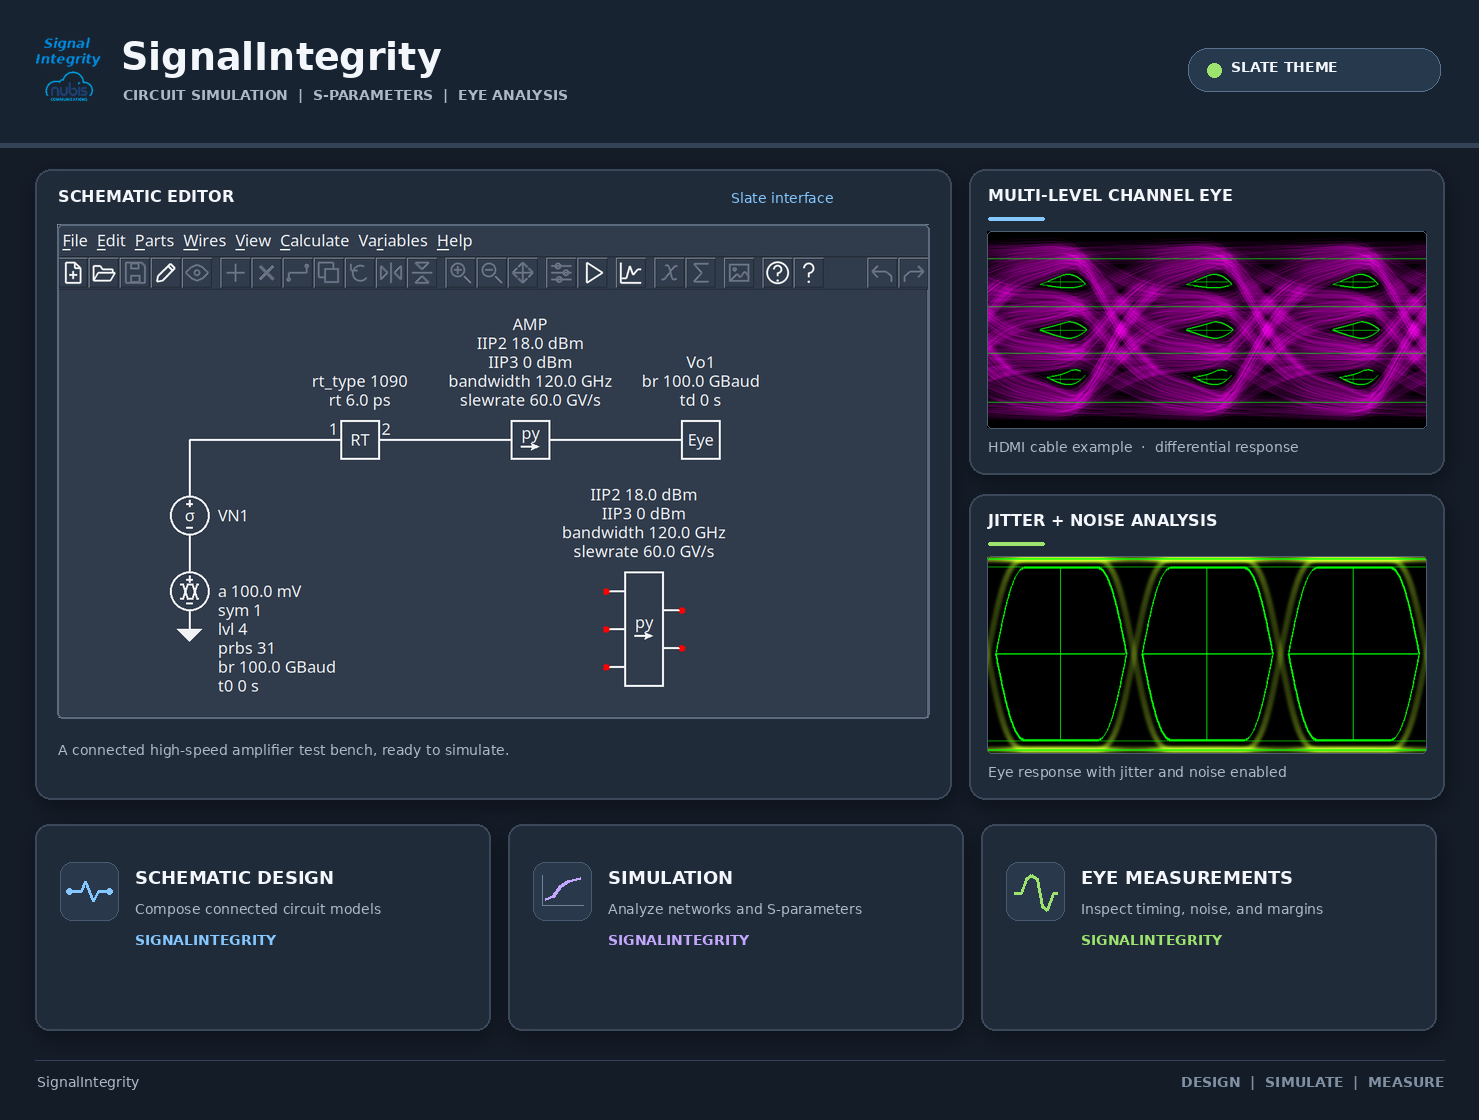 Signal
Integrity
nubis
COMMUNICATIONS
SignalIntegrity
CIRCUIT SIMULATION | S-PARAMETERS | EYE ANALYSIS
SLATE THEME
SCHEMATIC EDITOR
Slate interface
File Edit Parts Wires View Calculate Variables Help
AMP
IIP2 18.0 dBm
IIP3 0 dBm
bandwidth 120.0 GHz
slewrate 60.0 GV/s
rt_type 1090
rt 6.0 ps
Vo1
br 100.0 GBaud
td 0 s
1 RT 2
py
Eye
σ
VN1
a 100.0 mV
sym 1
lvl 4
prbs 31
br 100.0 GBaud
t0 0 s
IIP2 18.0 dBm
IIP3 0 dBm
bandwidth 120.0 GHz
slewrate 60.0 GV/s
py
A connected high-speed amplifier test bench, ready to simulate.
MULTI-LEVEL CHANNEL EYE
HDMI cable example · differential response
JITTER + NOISE ANALYSIS
Eye response with jitter and noise enabled
SCHEMATIC DESIGN
Compose connected circuit models
SIGNALINTEGRITY
SIMULATION
Analyze networks and S-parameters
SIGNALINTEGRITY
EYE MEASUREMENTS
Inspect timing, noise, and margins
SIGNALINTEGRITY
SignalIntegrity
DESIGN | SIMULATE | MEASURE